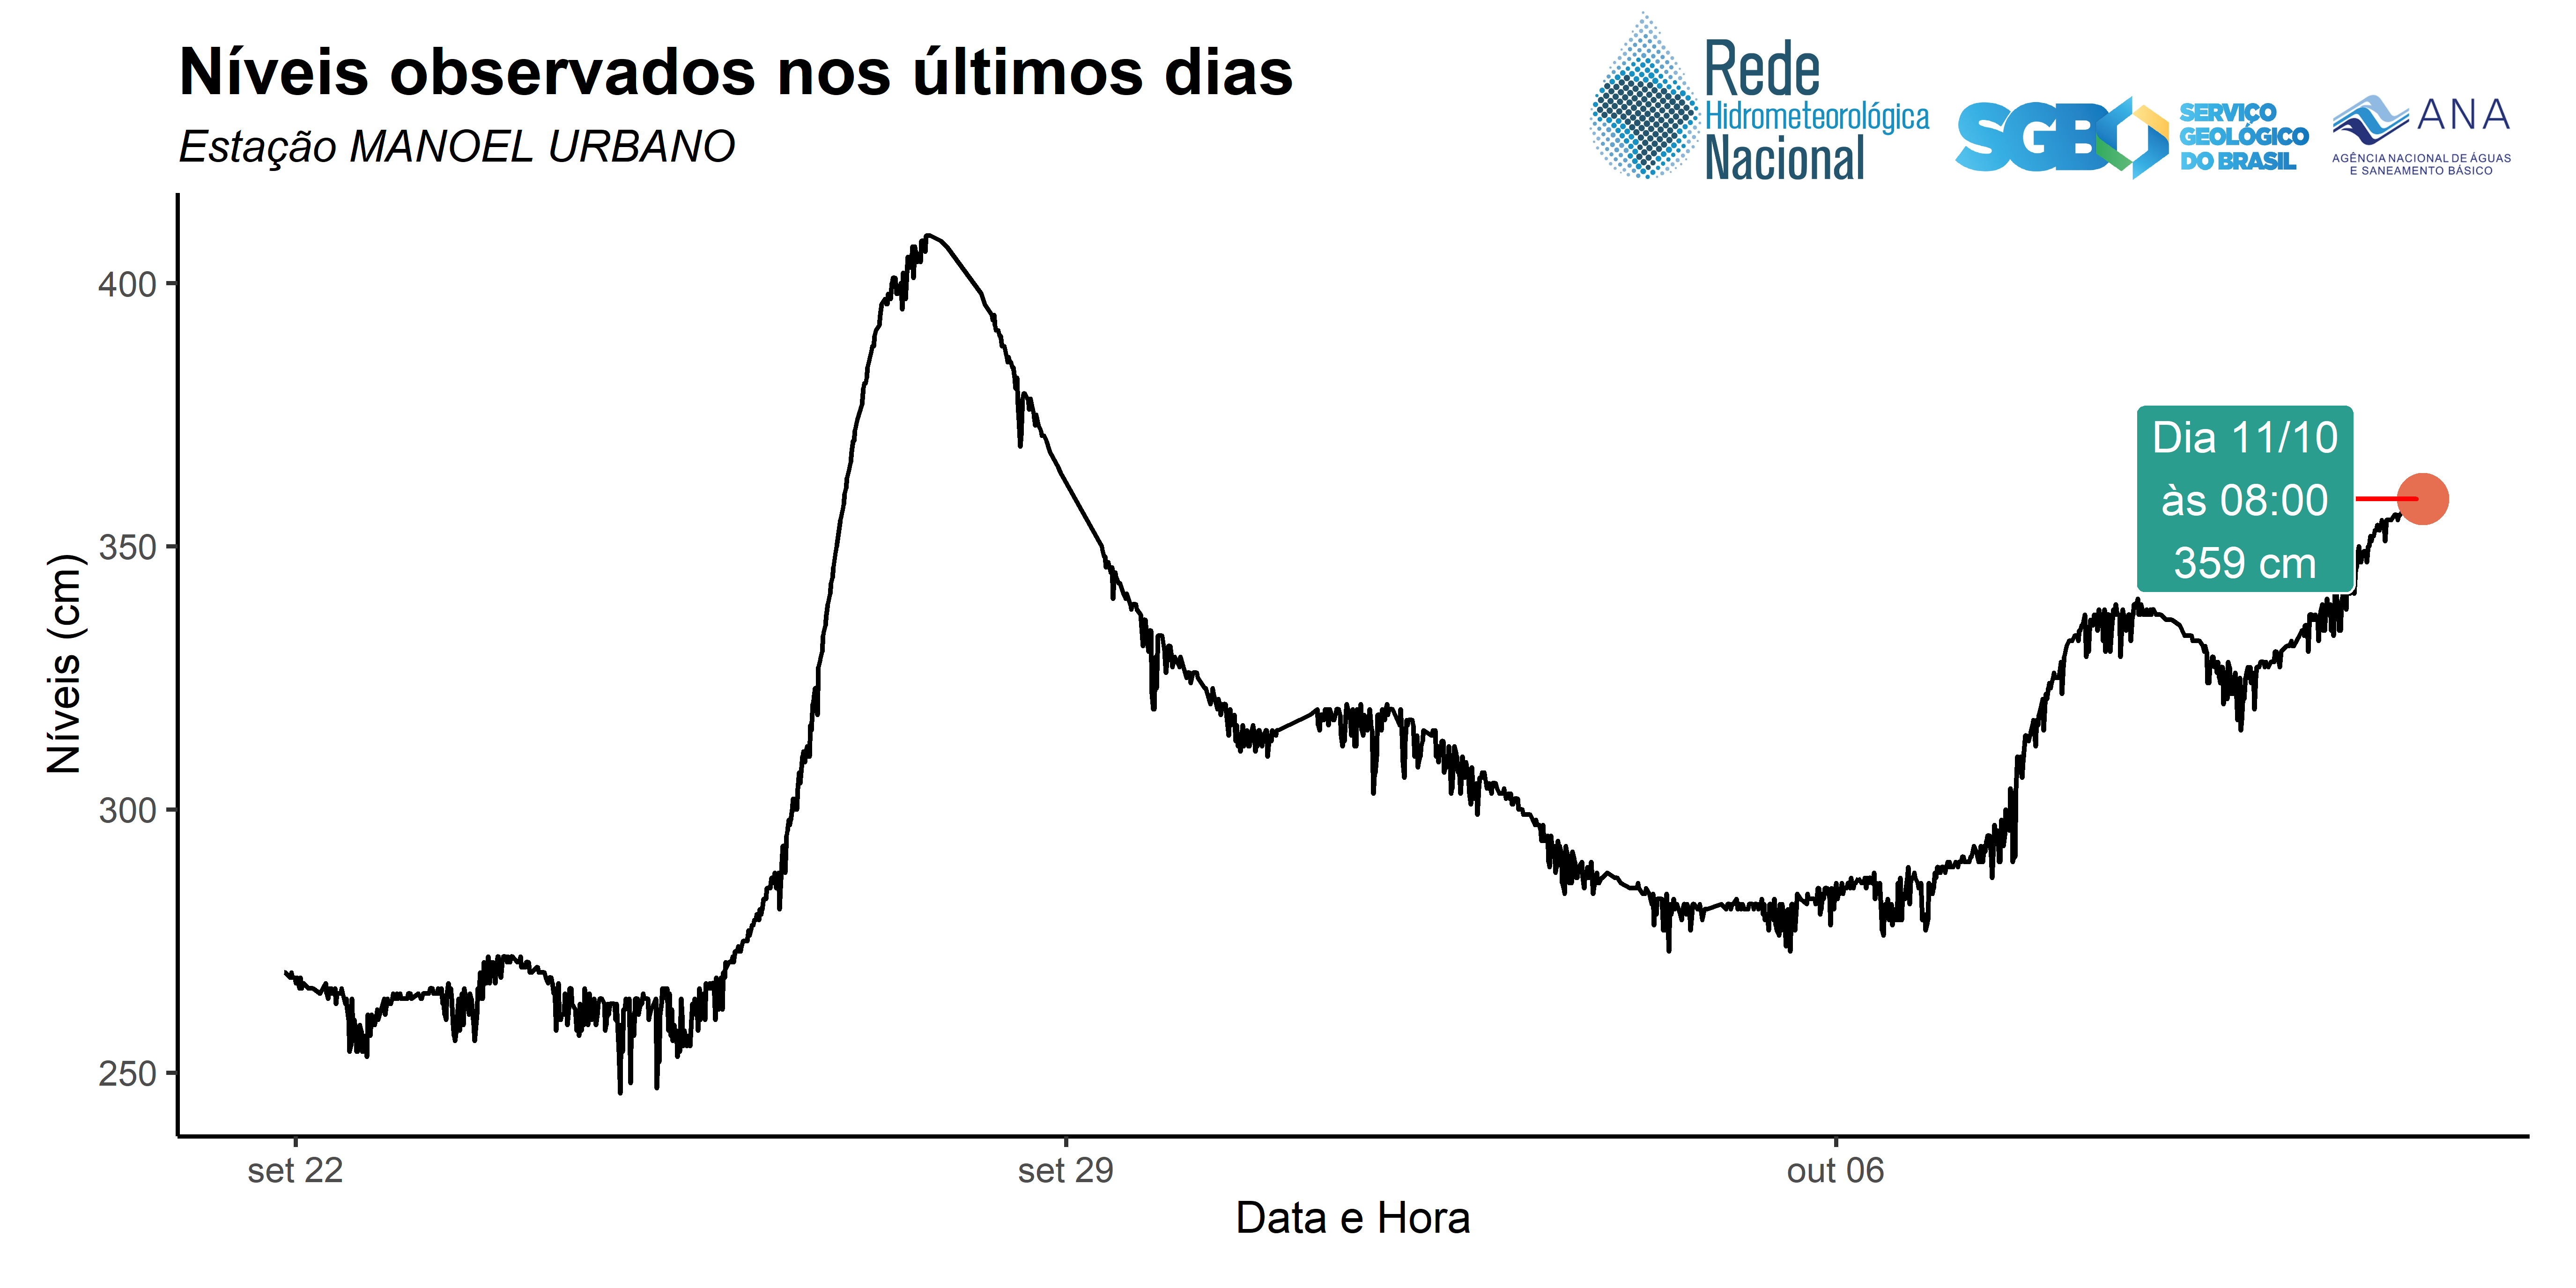 Níveis observados nos últimos dias
Estação MANOEL URBANO
Rede
Hidrometeorológica
Nacional
SGB
SERVIÇO
GEOLÓGICO
DO BRASIL
ANA
AGÊNCIA NACIONAL DE ÁGUAS
E SANEAMENTO BÁSICO
Níveis (cm)
400
350
300
250
Dia 11/10
às 08:00
359 cm
set 22
set 29
out 06
Data e Hora